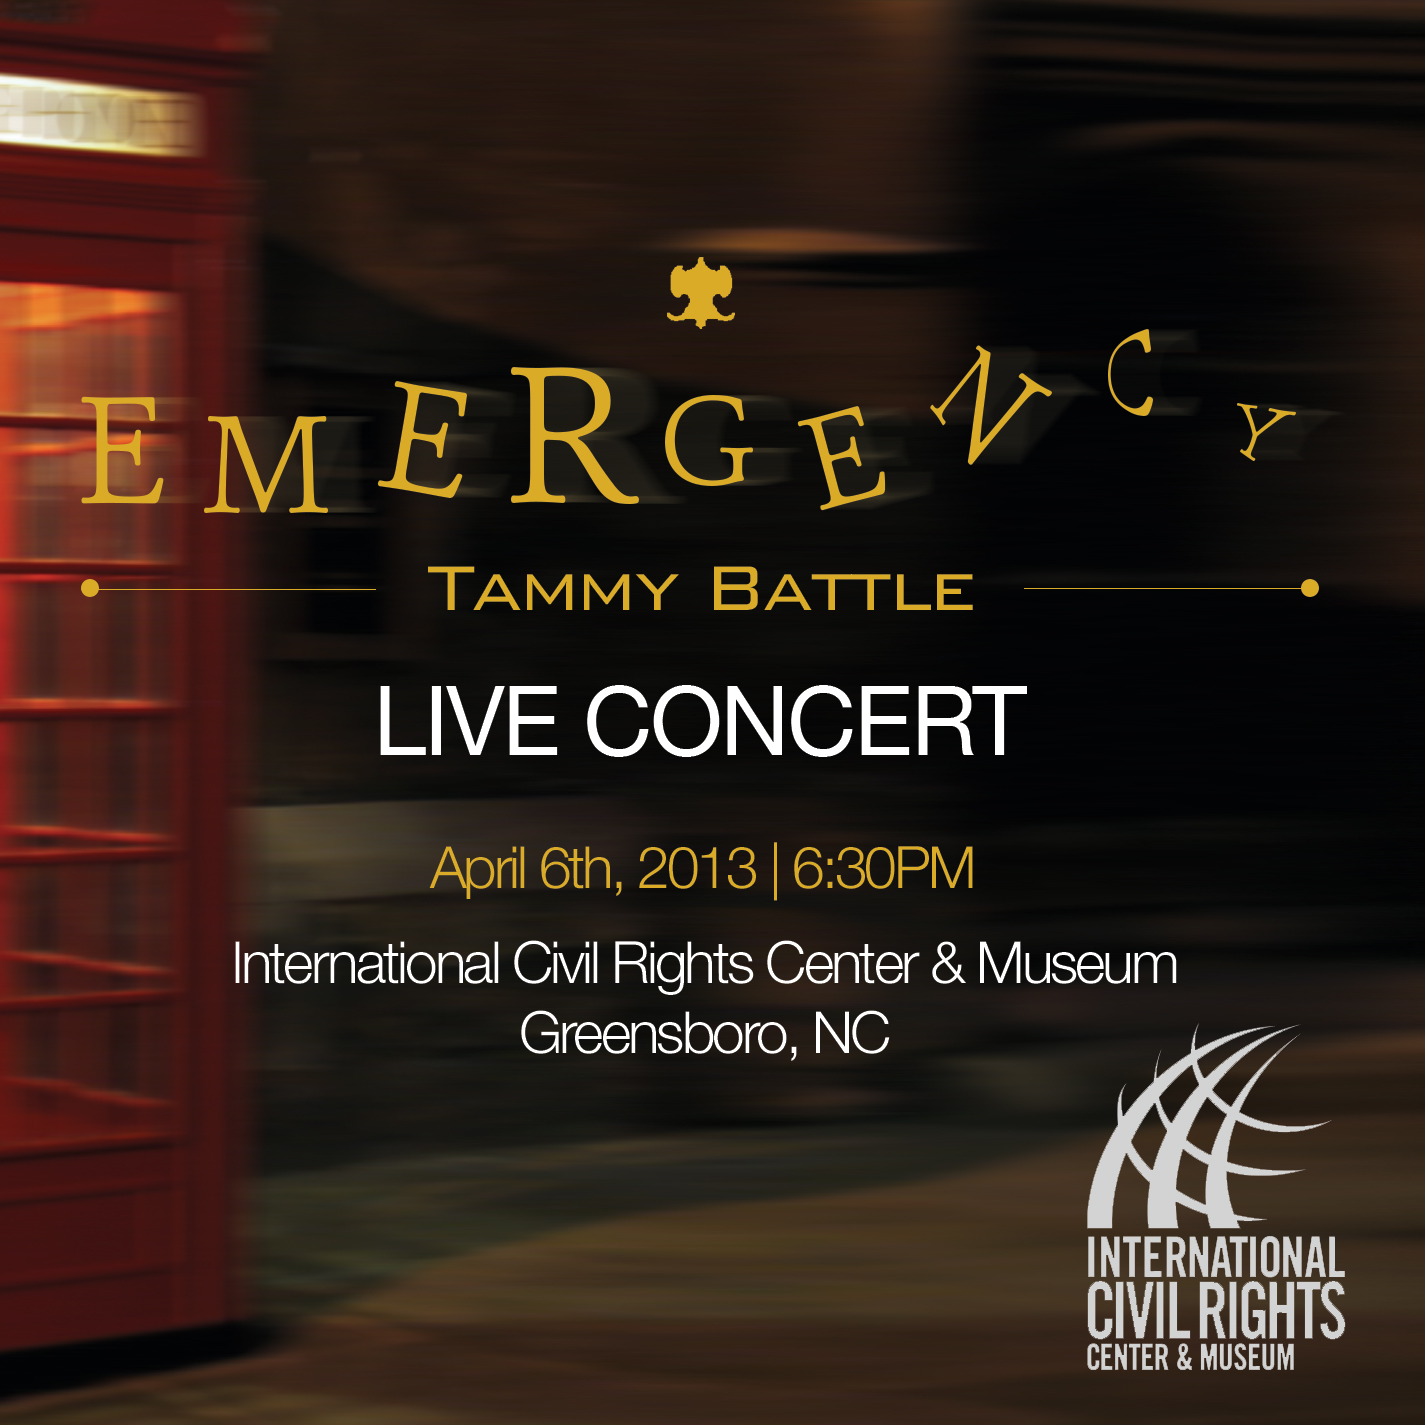 EMERGENCY
TAMMY BATTLE
LIVE CONCERT
April 6th, 2013 | 6:30PM
International Civil Rights Center & Museum
Greensboro, NC
INTERNATIONAL
CIVIL RIGHTS
CENTER & MUSEUM